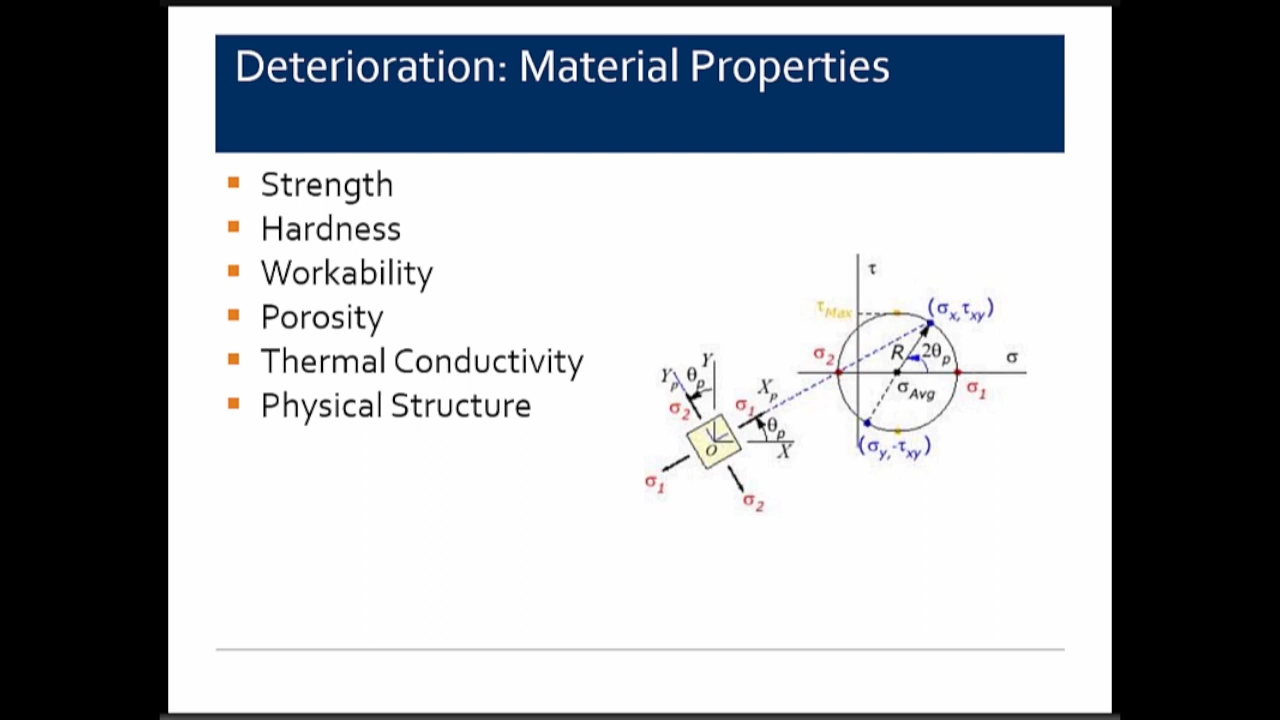 Deterioration: Material Properties
Strength
Hardness
Workability
Porosity
Thermal Conductivity
Physical Structure
τ
τMax
(σx,τxy)
σ2
R
2θp
σ
σAvg
σ1
(σy,-τxy)
Y
Yp
θp
Xp
σ2
σ1
θp
O
X
σ1
σ2